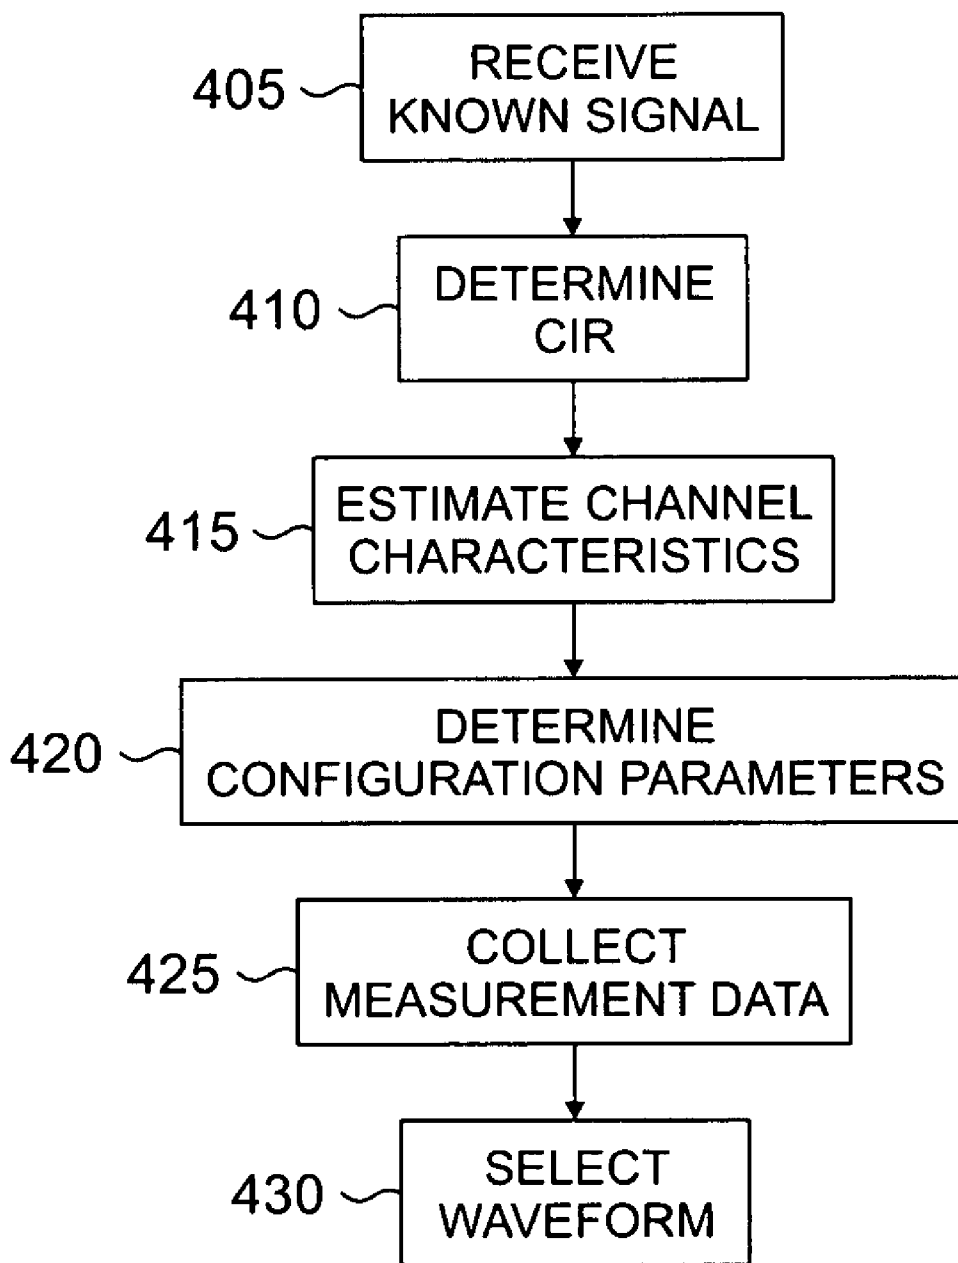 405
RECEIVE
KNOWN SIGNAL
410
DETERMINE
CIR
415
ESTIMATE CHANNEL
CHARACTERISTICS
420
DETERMINE
CONFIGURATION PARAMETERS
425
COLLECT
MEASUREMENT DATA
430
SELECT
WAVEFORM